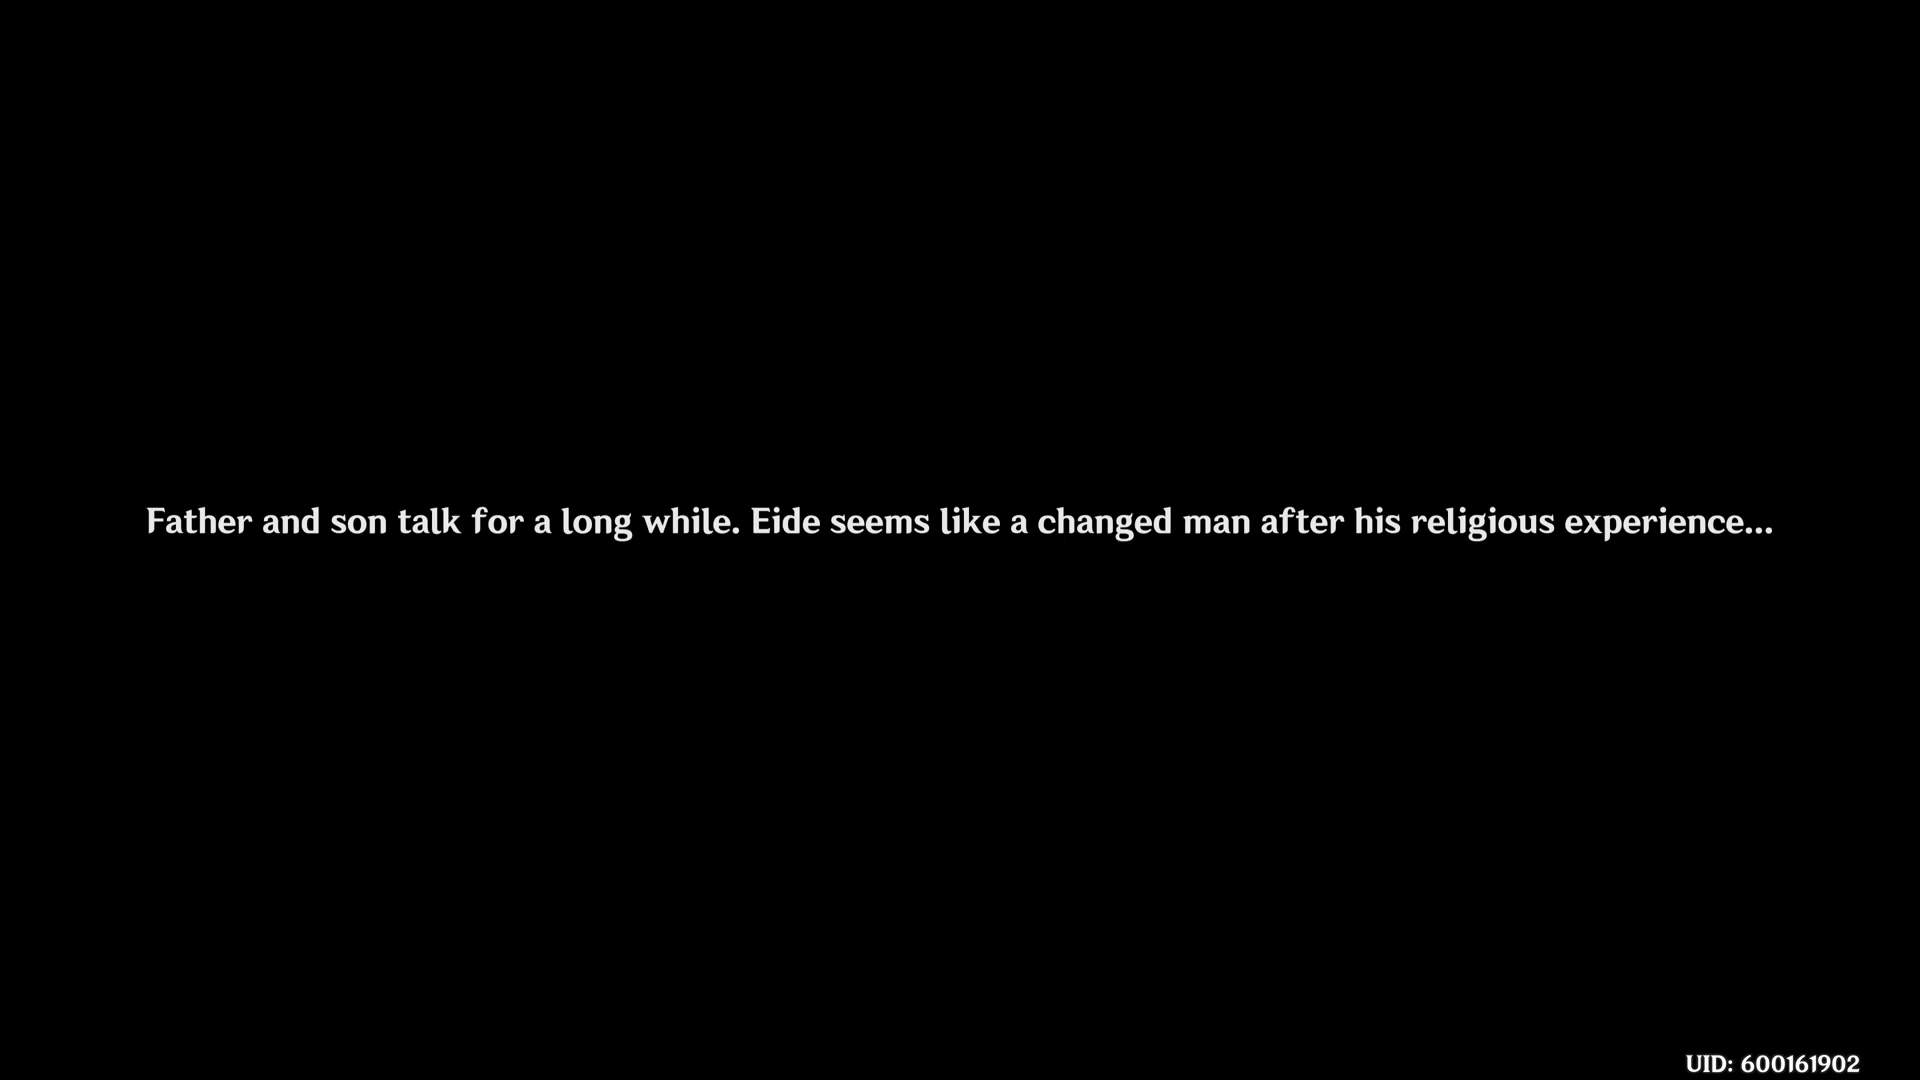 Father and son talk for a long while. Eide seems like a changed man after his religious experience...
UID: 600161902